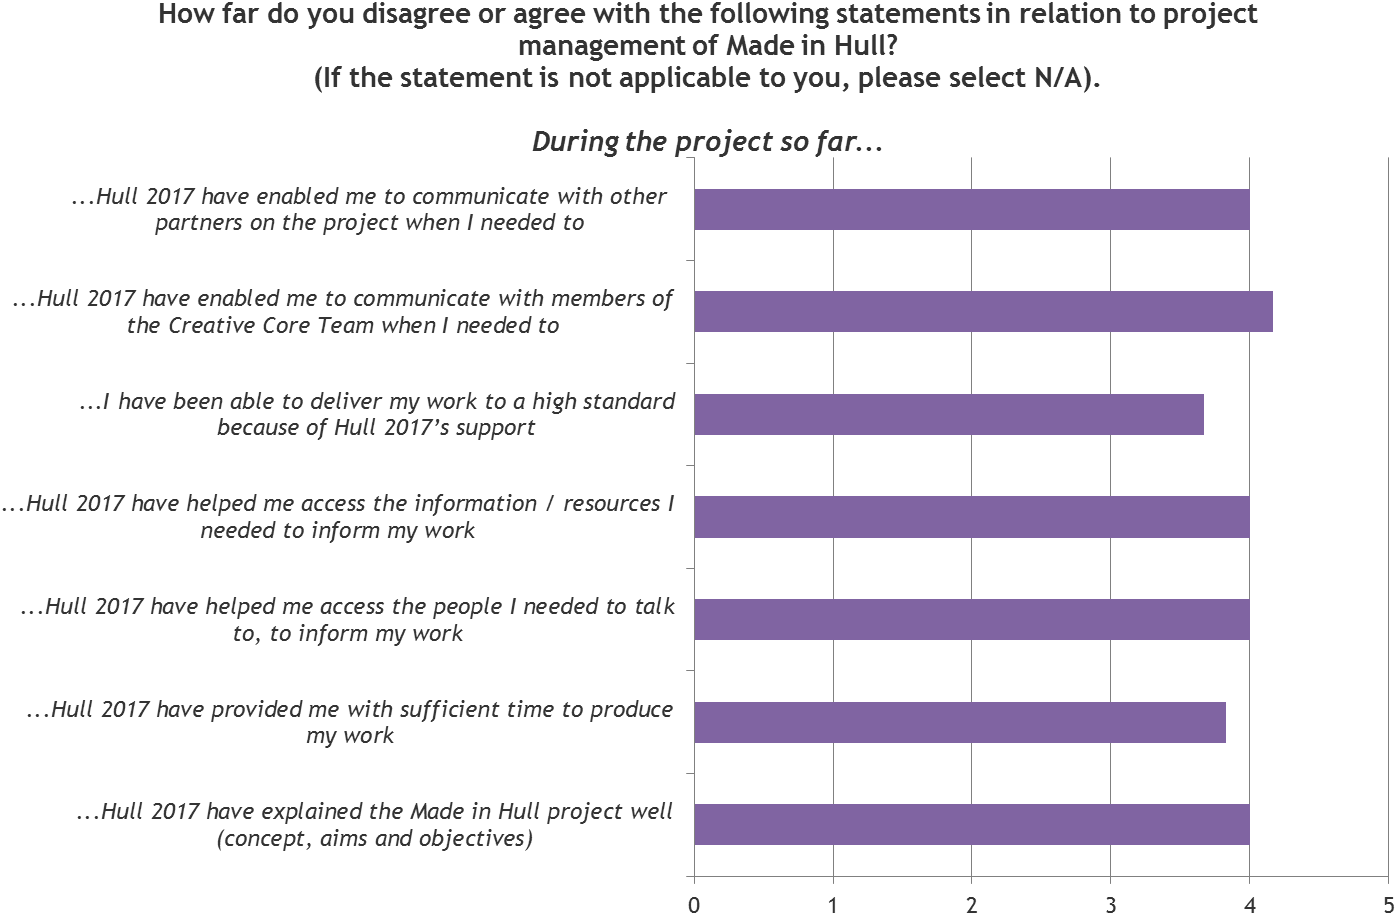 How far do you disagree or agree with the following statements in relation to project
management of Made in Hull?
(If the statement is not applicable to you, please select N/A).
During the project so far...
...Hull 2017 have enabled me to communicate with other
partners on the project when I needed to
...Hull 2017 have enabled me to communicate with members of
the Creative Core Team when I needed to
...I have been able to deliver my work to a high standard
because of Hull 2017’s support
...Hull 2017 have helped me access the information / resources I
needed to inform my work
...Hull 2017 have helped me access the people I needed to talk
to, to inform my work
...Hull 2017 have provided me with sufficient time to produce
my work
...Hull 2017 have explained the Made in Hull project well
(concept, aims and objectives)
0 1 2 3 4 5